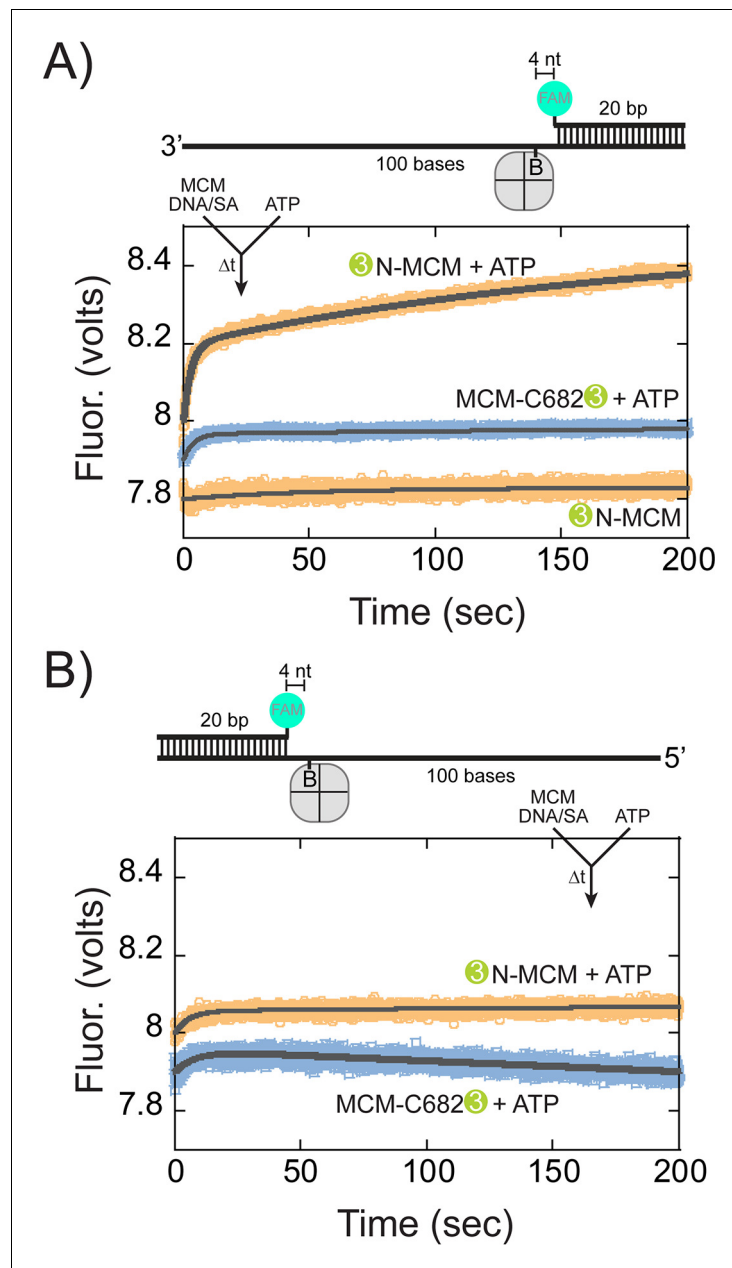 A)
4 nt
FAM
20 bp
3'
100 bases
B
MCM
DNA/SA
ATP
Δt
8.4
3 N-MCM + ATP
8.2
MCM-C682 3 + ATP
8
7.8
3 N-MCM
Fluor. (volts)
0
50
100
150
200
Time (sec)
B)
4 nt
FAM
20 bp
5'
B
100 bases
MCM
DNA/SA
ATP
Δt
8.4
8.2
3 N-MCM + ATP
8
7.8
MCM-C682 3 + ATP
Fluor. (volts)
0
50
100
150
200
Time (sec)